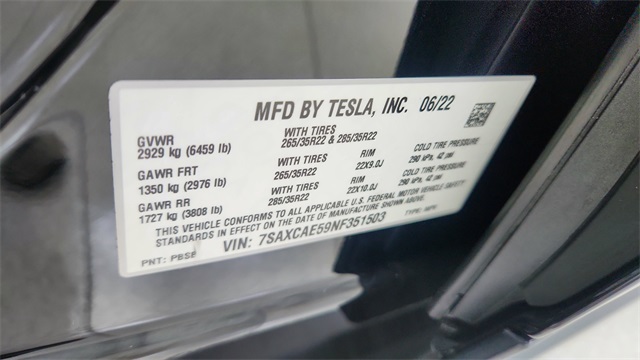 MFD BY TESLA, INC. 06/22
GVWR
2929 kg (6459 lb)
WITH TIRES
265/35R22 & 285/35R22
GAWR FRT
1350 kg (2976 lb)
WITH TIRES
265/35R22
RIM
22X9.0J
COLD TIRE PRESSURE
290 kPa, 42 psi
GAWR RR
1727 kg (3808 lb)
WITH TIRES
285/35R22
RIM
22X10.0J
COLD TIRE PRESSURE
290 kPa, 42 psi
THIS VEHICLE CONFORMS TO ALL APPLICABLE U.S. FEDERAL MOTOR VEHICLE SAFETY
STANDARDS IN EFFECT ON THE DATE OF MANUFACTURE SHOWN ABOVE.
VIN: 7SAXCAE59NF351503
TYPE: MPV
PNT: PBSB